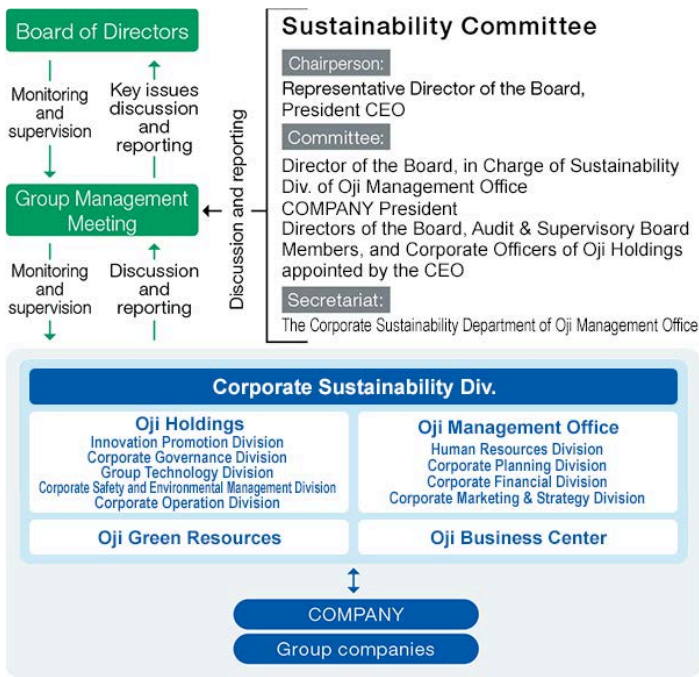 Board of Directors
Monitoring
and
supervision
Key issues
discussion
and
reporting
Group Management
Meeting
Monitoring
and
supervision
Discussion
and
reporting
Discussion and reporting
Sustainability Committee
Chairperson:
Representative Director of the Board,
President CEO
Committee:
Director of the Board, in Charge of Sustainability
Div. of Oji Management Office
COMPANY President
Directors of the Board, Audit & Supervisory Board
Members, and Corporate Officers of Oji Holdings
appointed by the CEO
Secretariat:
The Corporate Sustainability Department of Oji Management Office
Corporate Sustainability Div.
Oji Holdings
Innovation Promotion Division
Corporate Governance Division
Group Technology Division
Corporate Safety and Environmental Management Division
Corporate Operation Division
Oji Management Office
Human Resources Division
Corporate Planning Division
Corporate Financial Division
Corporate Marketing & Strategy Division
Oji Green Resources
Oji Business Center
COMPANY
Group companies